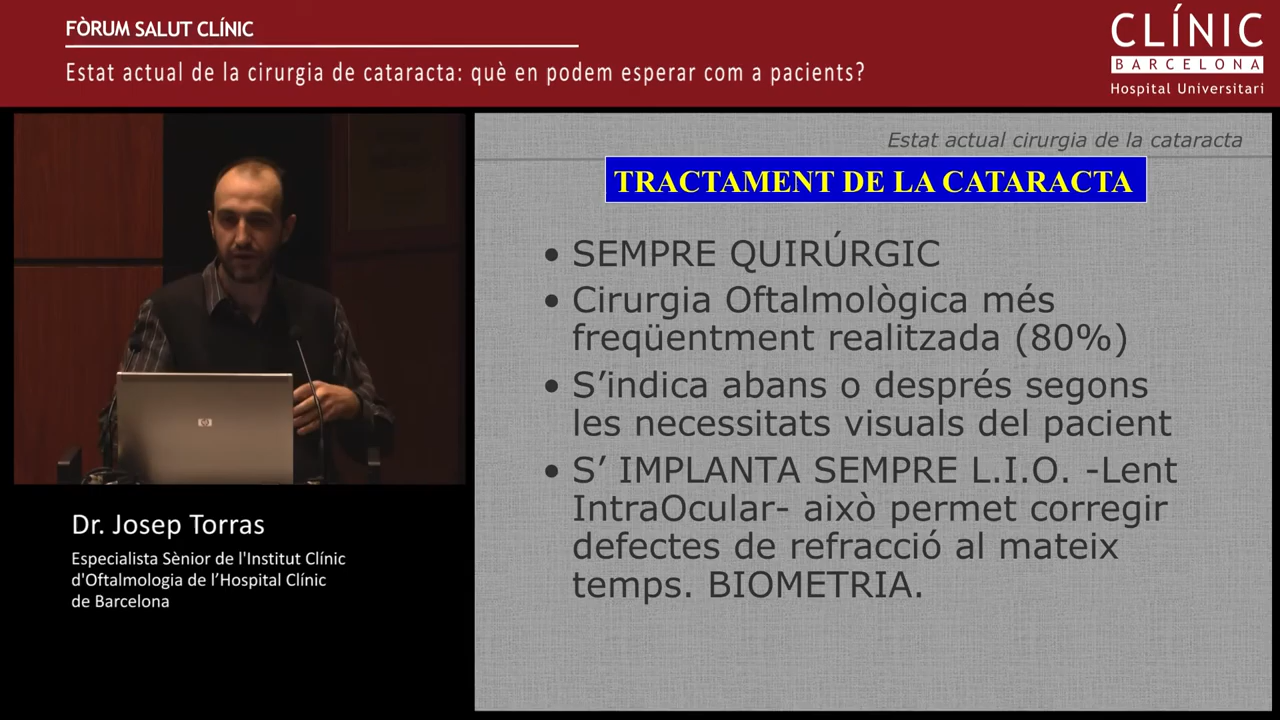 FÒRUM SALUT CLÍNIC
Estat actual de la cirurgia de cataracta: què en podem esperar com a pacients?
CLÍNIC
BARCELONA
Hospital Universitari
Estat actual cirurgia de la cataracta
TRACTAMENT DE LA CATARACTA
• SEMPRE QUIRÚRGIC
• Cirurgia Oftalmològica més
freqüentment realitzada (80%)
• S’indica abans o després segons
les necessitats visuals del pacient
• S’ IMPLANTA SEMPRE L.I.O. -Lent
IntraOcular- això permet corregir
defectes de refracció al mateix
temps. BIOMETRIA.
hp
Dr. Josep Torras
Especialista Sènior de l'Institut Clínic
d'Oftalmologia de l’Hospital Clínic
de Barcelona